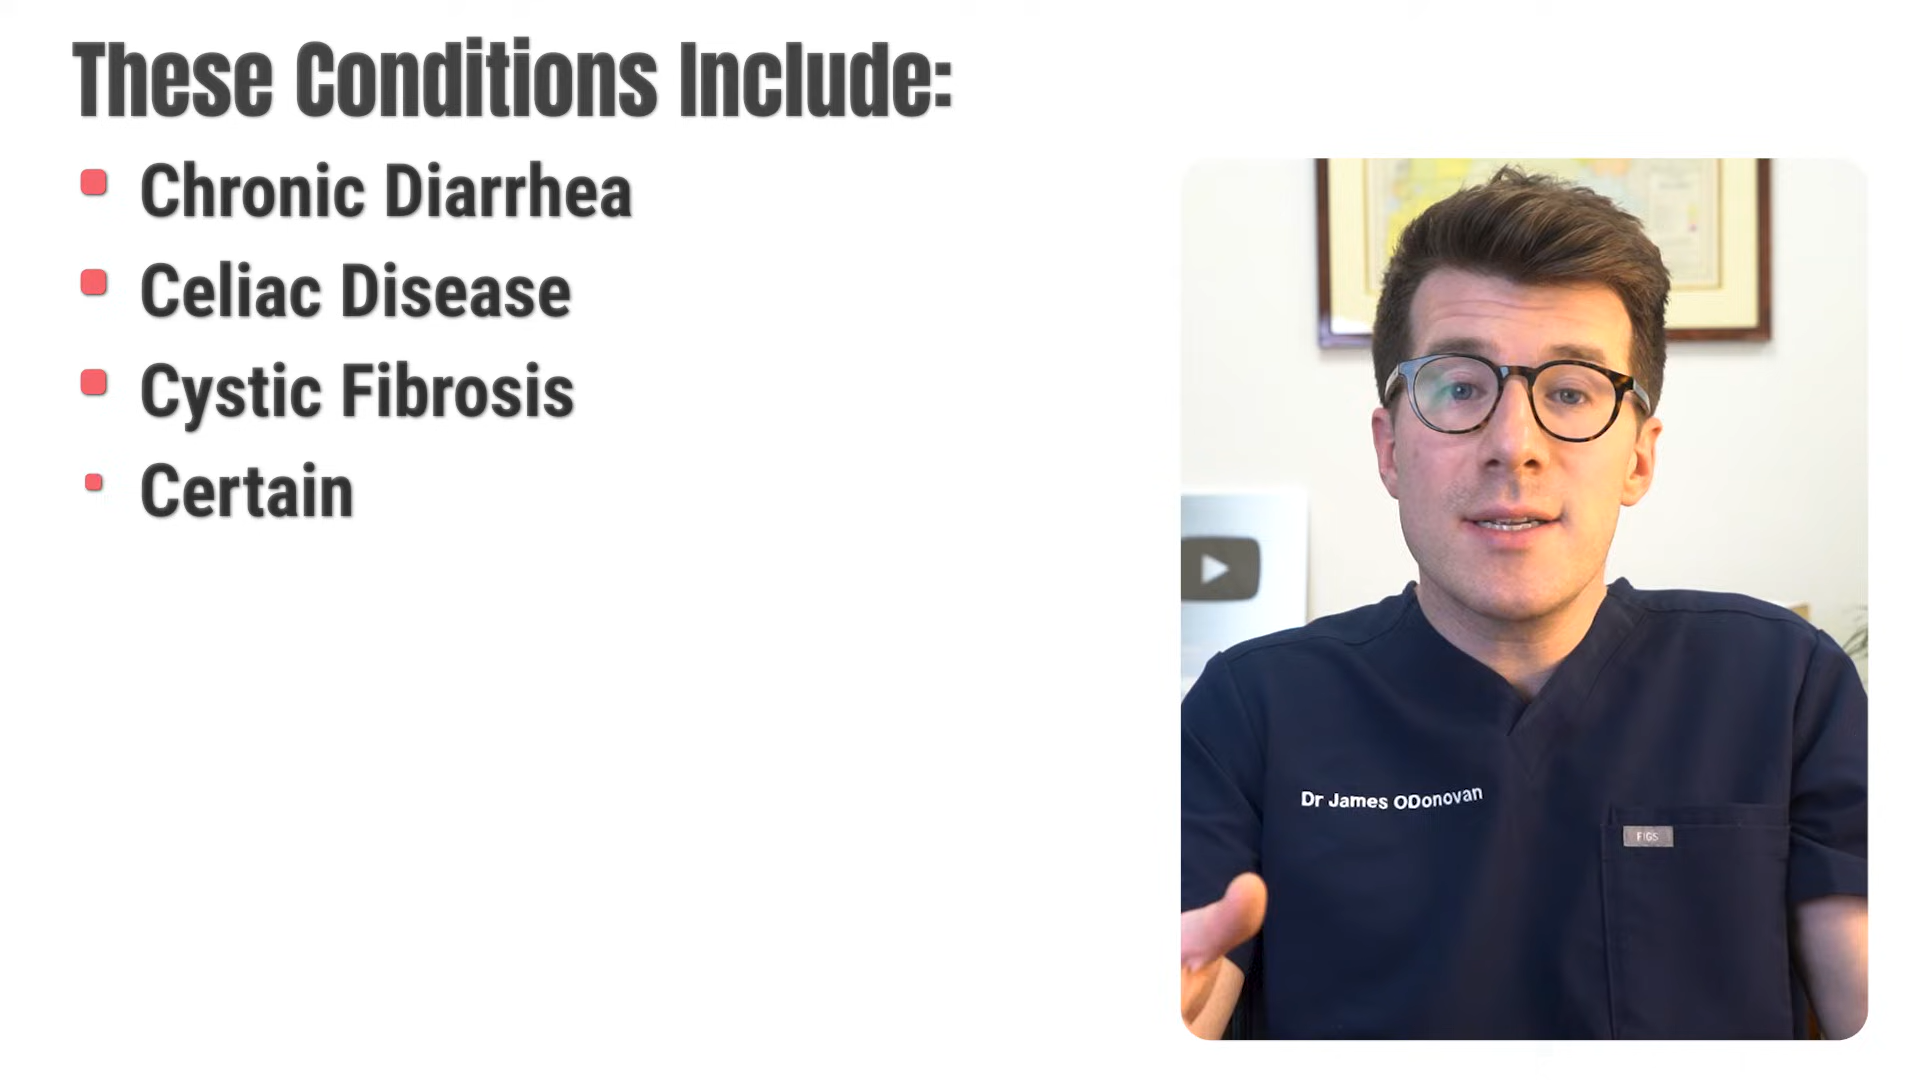 These Conditions Include:
Chronic Diarrhea
Celiac Disease
Cystic Fibrosis
Certain
Dr James ODonovan
FIGS